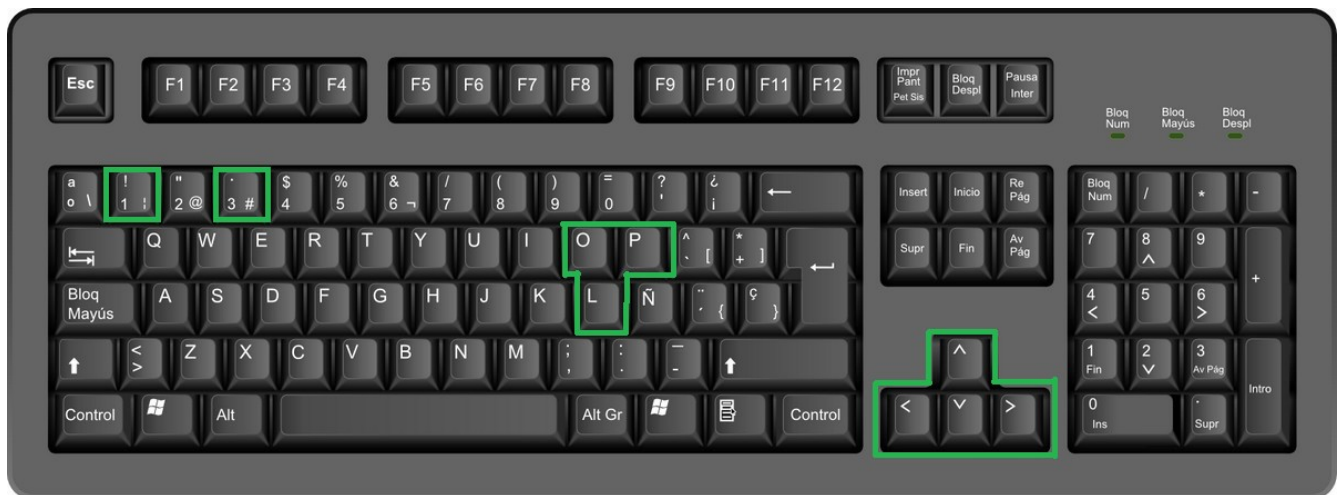 Esc F1 F2 F3 F4 F5 F6 F7 F8 F9 F10 F11 F12 Impr Pant Pet Sis Bloq Despl Pausa Inter
Bloq Num Bloq Mayús Bloq Despl
a o \ ! 1 ¦ " 2 @ · 3 # $ 4 % 5 & 6 ¬ / 7 ( 8 ) 9 = 0 ? ' ¿ ¡ Insert Inicio Re Pág Bloq Num / * -
Q W E R T Y U I O P ^ ` [ * + ] Supr Fin Av Pág 7 8 9 +
Bloq Mayús A S D F G H J K L Ñ ¨ ´ { Ç } 4 < 5 6 >
< > Z X C V B N M ; , : . _ - 1 Fin 2 3 Av Pág Intro
Control Alt Alt Gr Control < > 0 Ins . Supr